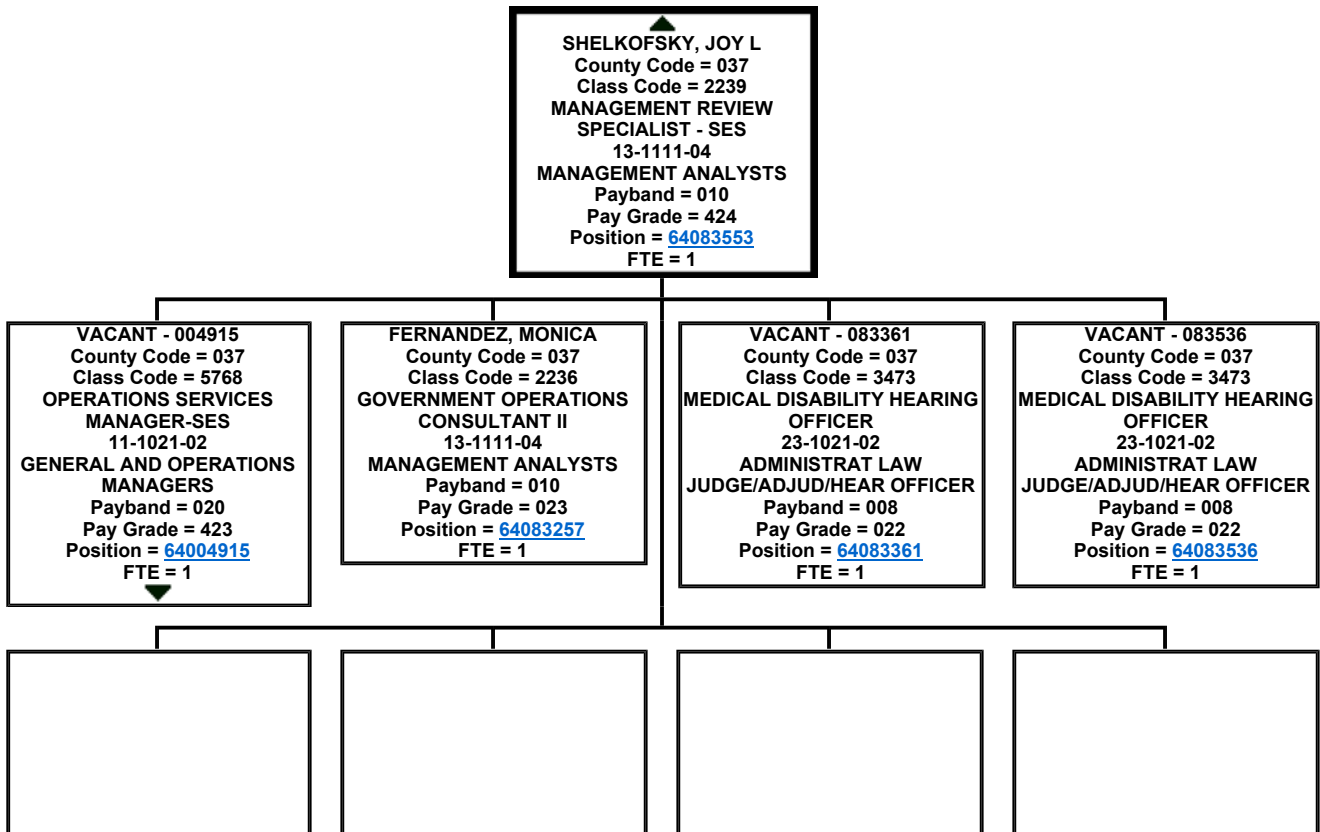 SHELKOFSKY, JOY L
County Code = 037
Class Code = 2239
MANAGEMENT REVIEW
SPECIALIST - SES
13-1111-04
MANAGEMENT ANALYSTS
Payband = 010
Pay Grade = 424
Position = 64083553
FTE = 1
VACANT - 004915
County Code = 037
Class Code = 5768
OPERATIONS SERVICES
MANAGER-SES
11-1021-02
GENERAL AND OPERATIONS
MANAGERS
Payband = 020
Pay Grade = 423
Position = 64004915
FTE = 1
FERNANDEZ, MONICA
County Code = 037
Class Code = 2236
GOVERNMENT OPERATIONS
CONSULTANT II
13-1111-04
MANAGEMENT ANALYSTS
Payband = 010
Pay Grade = 023
Position = 64083257
FTE = 1
VACANT - 083361
County Code = 037
Class Code = 3473
MEDICAL DISABILITY HEARING
OFFICER
23-1021-02
ADMINISTRAT LAW
JUDGE/ADJUD/HEAR OFFICER
Payband = 008
Pay Grade = 022
Position = 64083361
FTE = 1
VACANT - 083536
County Code = 037
Class Code = 3473
MEDICAL DISABILITY HEARING
OFFICER
23-1021-02
ADMINISTRAT LAW
JUDGE/ADJUD/HEAR OFFICER
Payband = 008
Pay Grade = 022
Position = 64083536
FTE = 1